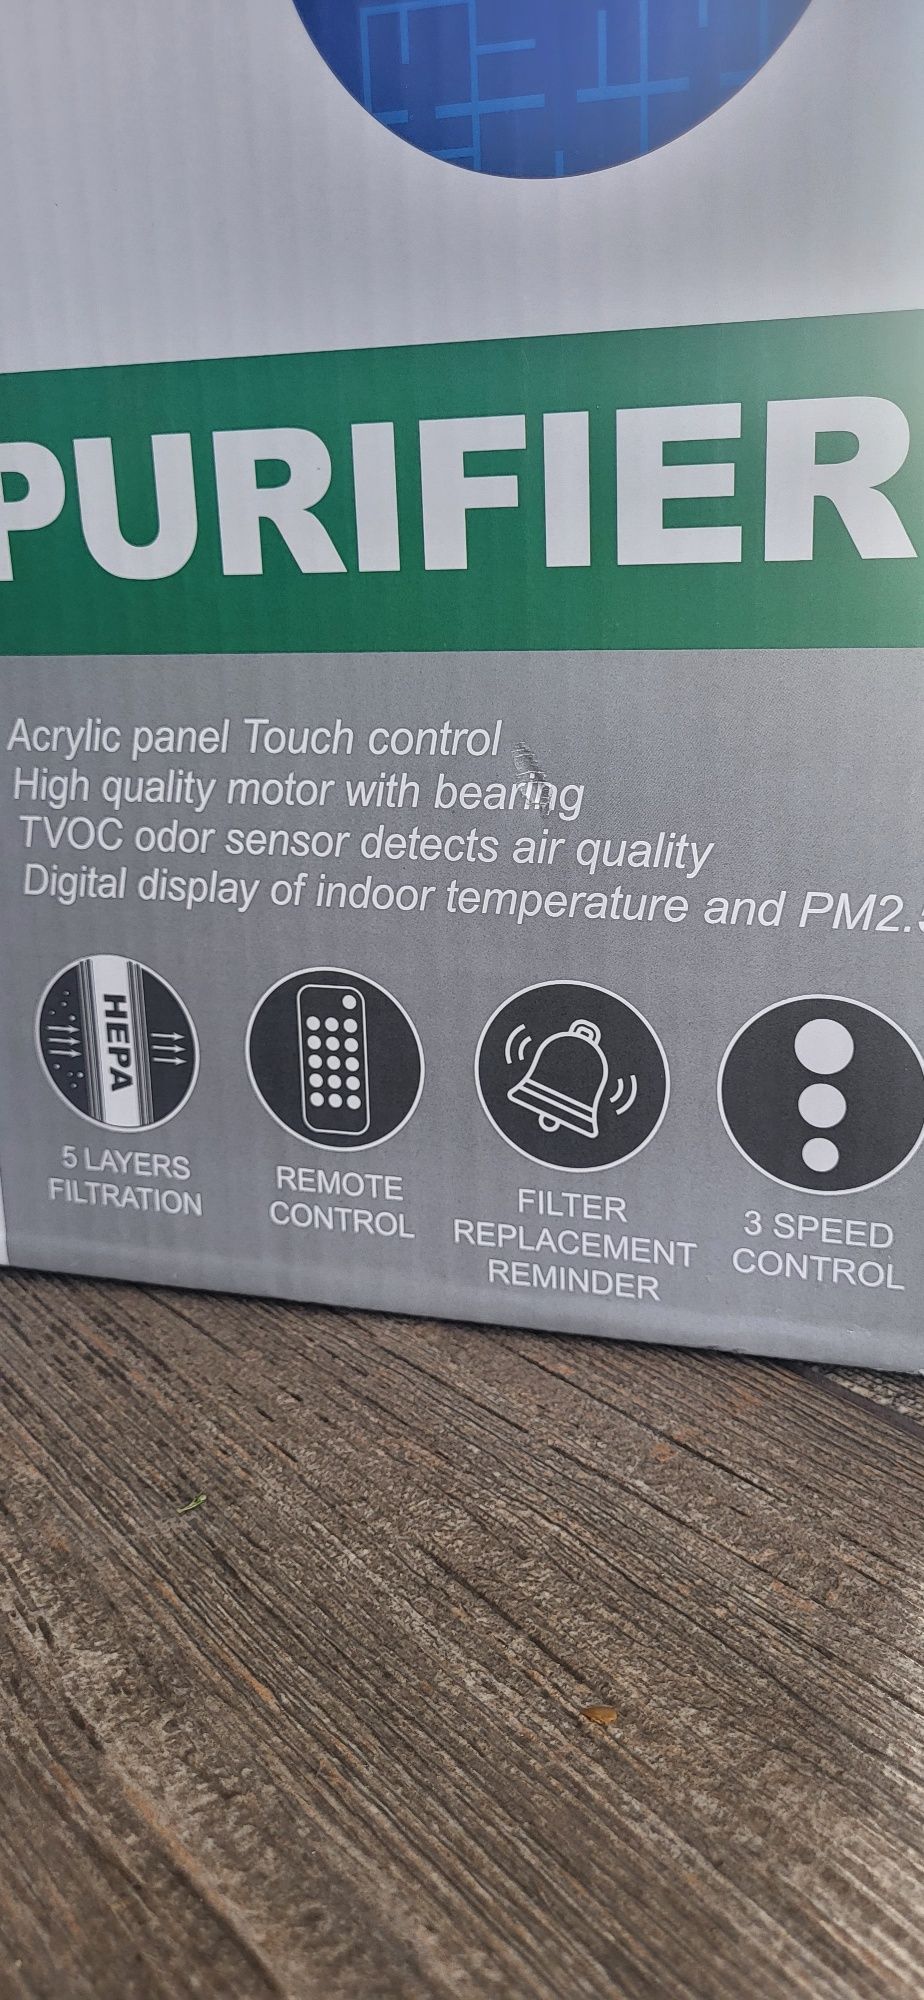 PURIFIER
Acrylic panel Touch control
High quality motor with bearing
TVOC odor sensor detects air quality
Digital display of indoor temperature and PM2.
HEPA
5 LAYERS
FILTRATION
REMOTE
CONTROL
FILTER
REPLACEMENT
REMINDER
3 SPEED
CONTROL